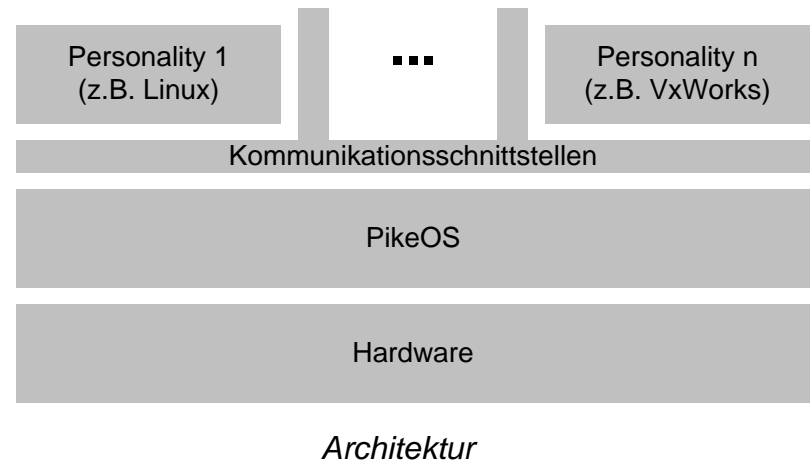 Personality 1
(z.B. Linux)
...
Personality n
(z.B. VxWorks)
Kommunikationsschnittstellen
PikeOS
Hardware
Architektur